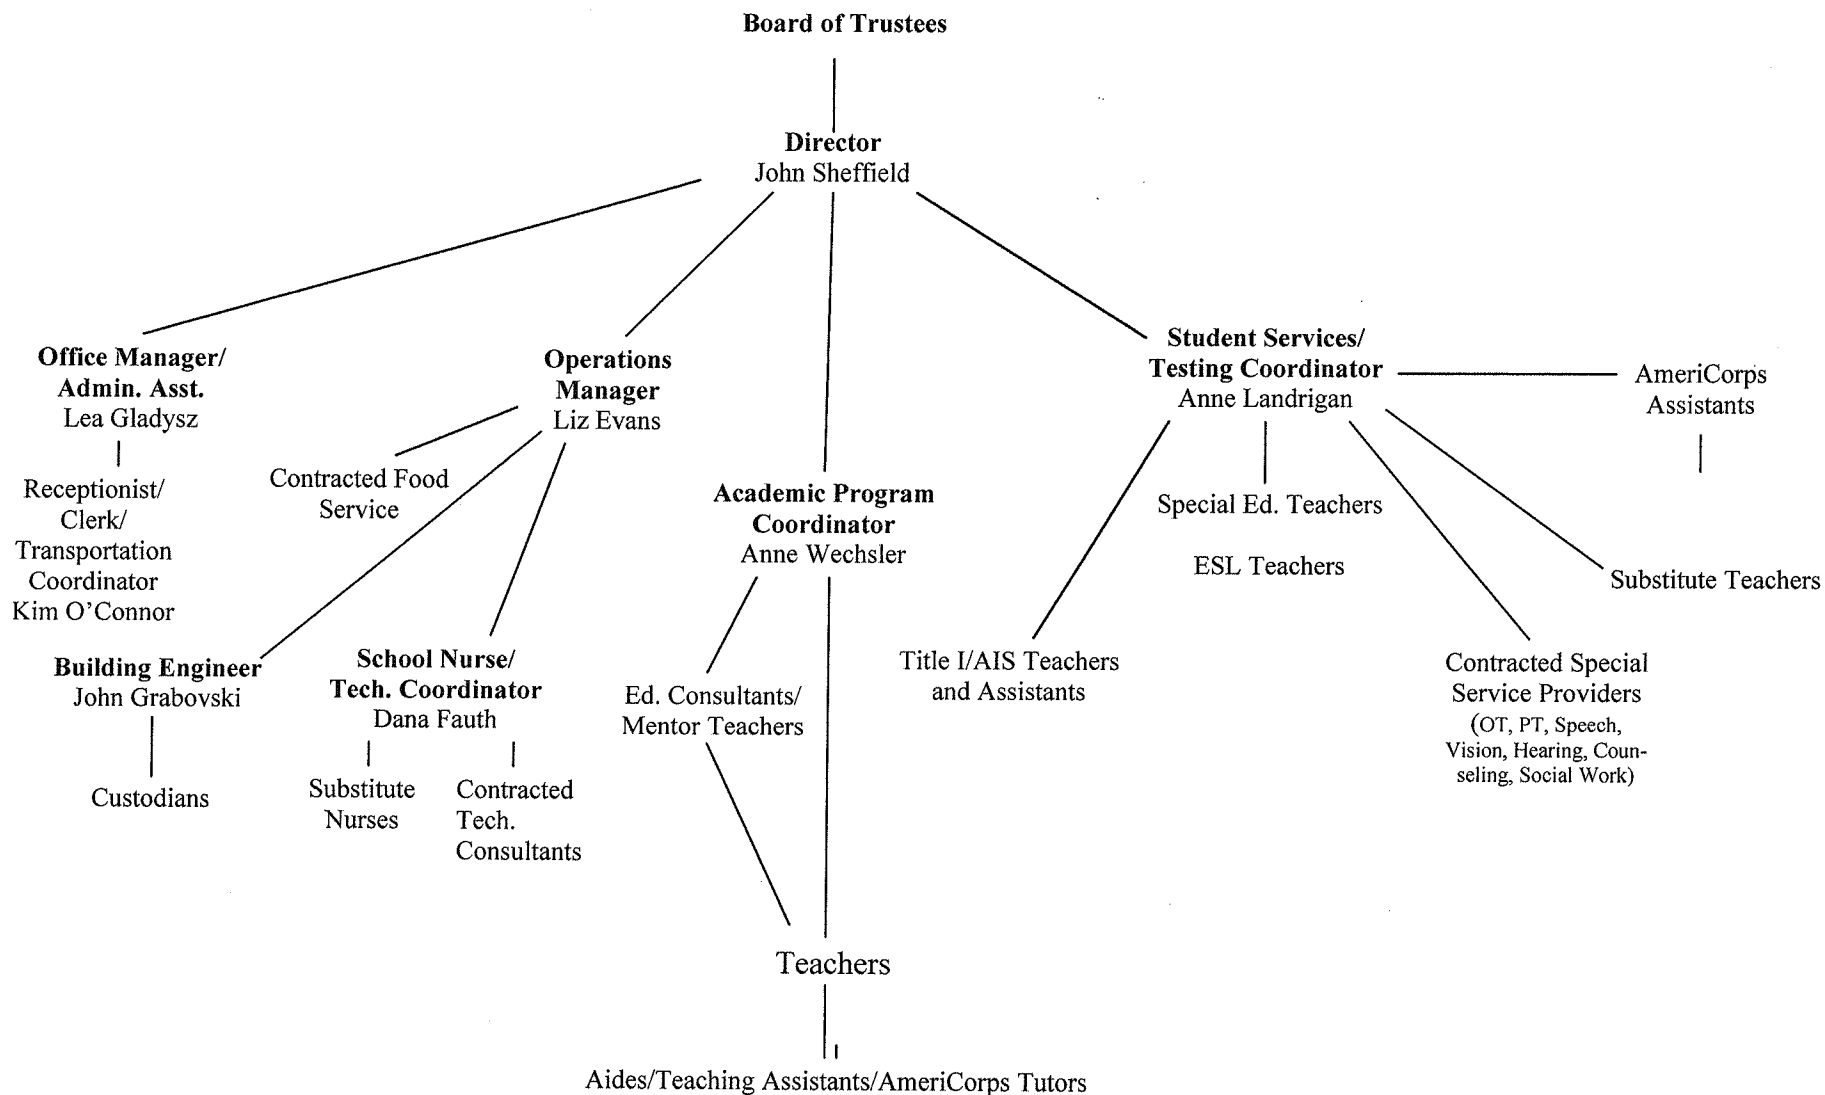 Board of Trustees
Director
John Sheffield
Office Manager/
Admin. Asst.
Lea Gladysz
Receptionist/
Clerk/
Transportation
Coordinator
Kim O'Connor
Operations
Manager
Liz Evans
Contracted Food
Service
Building Engineer
John Grabovski
Custodians
School Nurse/
Tech. Coordinator
Dana Fauth
Substitute
Nurses
Contracted
Tech.
Consultants
Academic Program
Coordinator
Anne Wechsler
Ed. Consultants/
Mentor Teachers
Teachers
Aides/Teaching Assistants/AmeriCorps Tutors
Student Services/
Testing Coordinator
Anne Landrigan
AmeriCorps
Assistants
Special Ed. Teachers
ESL Teachers
Substitute Teachers
Title I/AIS Teachers
and Assistants
Contracted Special
Service Providers
(OT, PT, Speech,
Vision, Hearing, Coun-
seling, Social Work)